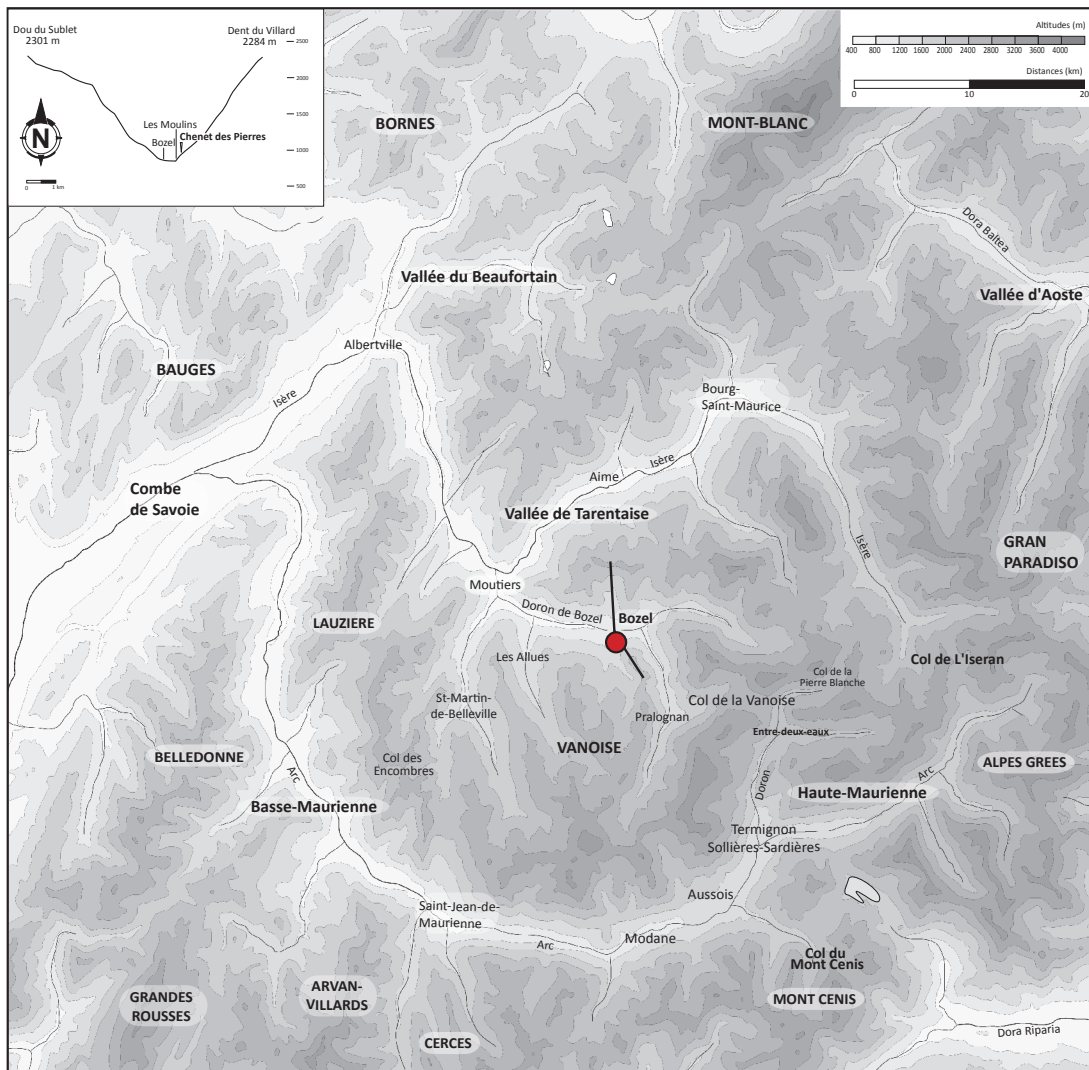 Dou du Sublet
2301 m
Dent du Villard
2284 m
2500
2000
1500
1000
500
Les Moulins
Bozel
Chenet des Pierres
N
0 1 km
Altitudes (m)
400 800 1200 1600 2000 2400 2800 3200 3600 4000
Distances (km)
0 10 20
BORNES
MONT-BLANC
Dora Baltea
Vallée du Beaufortain
Vallée d'Aoste
Albertville
BAUGES
Isère
Bourg-
Saint-Maurice
Aime
Isère
Combe
de Savoie
Vallée de Tarentaise
Isère
GRAN
PARADISO
Moutiers
Doron de Bozel
Bozel
LAUZIERE
Les Allues
Col de L'Iseran
Col de la
Pierre Blanche
St-Martin-
de-Belleville
Col de la Vanoise
Pralognan
Entre-deux-eaux
VANOISE
BELLEDONNE
Col des
Encombres
ALPES GREES
Arc
Arc
Doron
Basse-Maurienne
Haute-Maurienne
Termignon
Sollières-Sardières
Aussois
Saint-Jean-de-
Maurienne
Arc
Modane
Col du
Mont Cenis
GRANDES
ROUSSES
ARVAN-
VILLARDS
MONT CENIS
Dora Riparia
CERCES